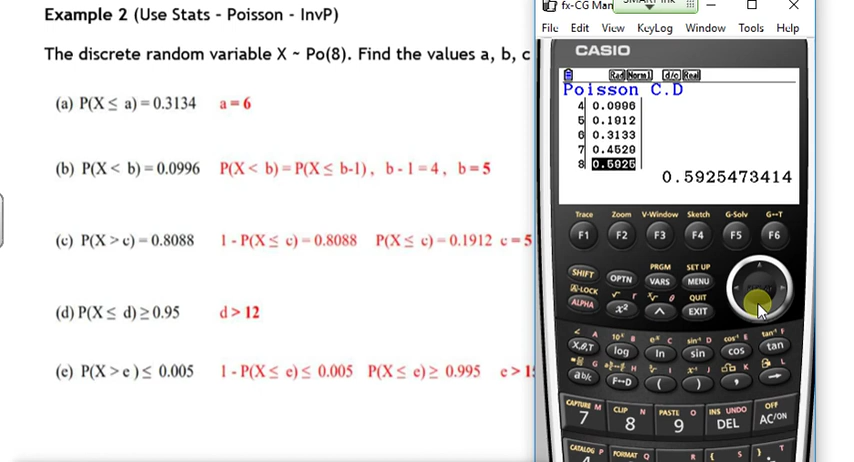 Example 2 (Use Stats - Poisson - InvP)
The discrete random variable X ~ Po(8). Find the values a, b, c
(a) P(X ≤ a) = 0.3134 a = 6
(b) P(X < b) = 0.0996 P(X < b) = P(X ≤ b-1), b - 1 = 4, b = 5
(c) P(X > c) = 0.8088 1 - P(X ≤ c) = 0.8088 P(X ≤ c) = 0.1912 c = 5
(d) P(X ≤ d) ≥ 0.95 d > 12
(e) P(X > e) ≤ 0.005 1 - P(X ≤ e) ≤ 0.005 P(X ≤ e) ≥ 0.995 e > 1
fx-CG Man
File Edit View KeyLog Window Tools Help
CASIO
Rad Norm1 d/c Real
Poisson C.D
4 0.0996
5 0.1912
6 0.3133
7 0.4529
8 0.5925
0.5925473414
Trace Zoom V-Window Sketch G-Solv G↔T
F1 F2 F3 F4 F5 F6
PRGM SET UP
SHIFT OPTN VARS MENU
A-LOCK QUIT
ALPHA x² ^ EXIT
X,θ,T log ln sin cos tan
ab/c F↔D ( ) , →
CAPTURE M CLIP N PASTE O INS UNDO OFF
7 8 9 DEL AC/ON
CATALOG P FORMAT Q R { S } T